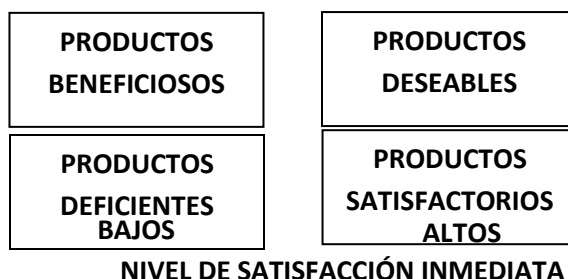 PRODUCTOS
BENEFICIOSOS
PRODUCTOS
DESEABLES
PRODUCTOS
DEFICIENTES
BAJOS
PRODUCTOS
SATISFACTORIOS
ALTOS
NIVEL DE SATISFACCIÓN INMEDIATA